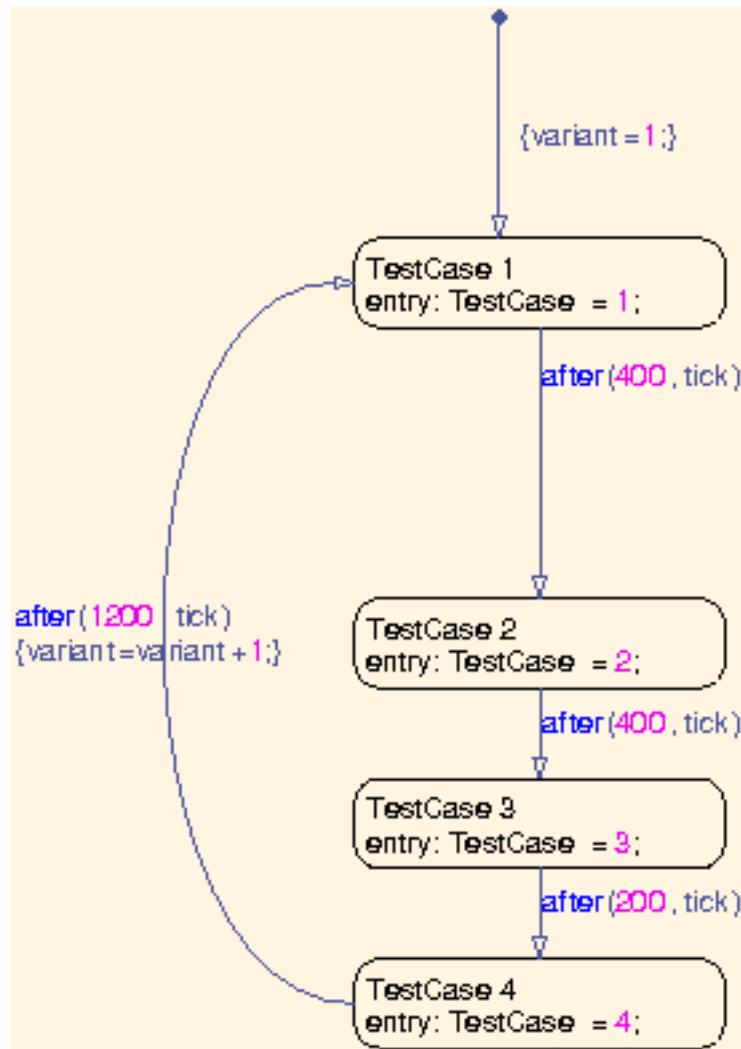 {variant=1;}
TestCase 1
entry: TestCase = 1;
after(400, tick)
TestCase 2
entry: TestCase = 2;
after(1200 tick)
{variant=variant+1;}
after(400, tick)
TestCase 3
entry: TestCase = 3;
after(200, tick)
TestCase 4
entry: TestCase = 4;